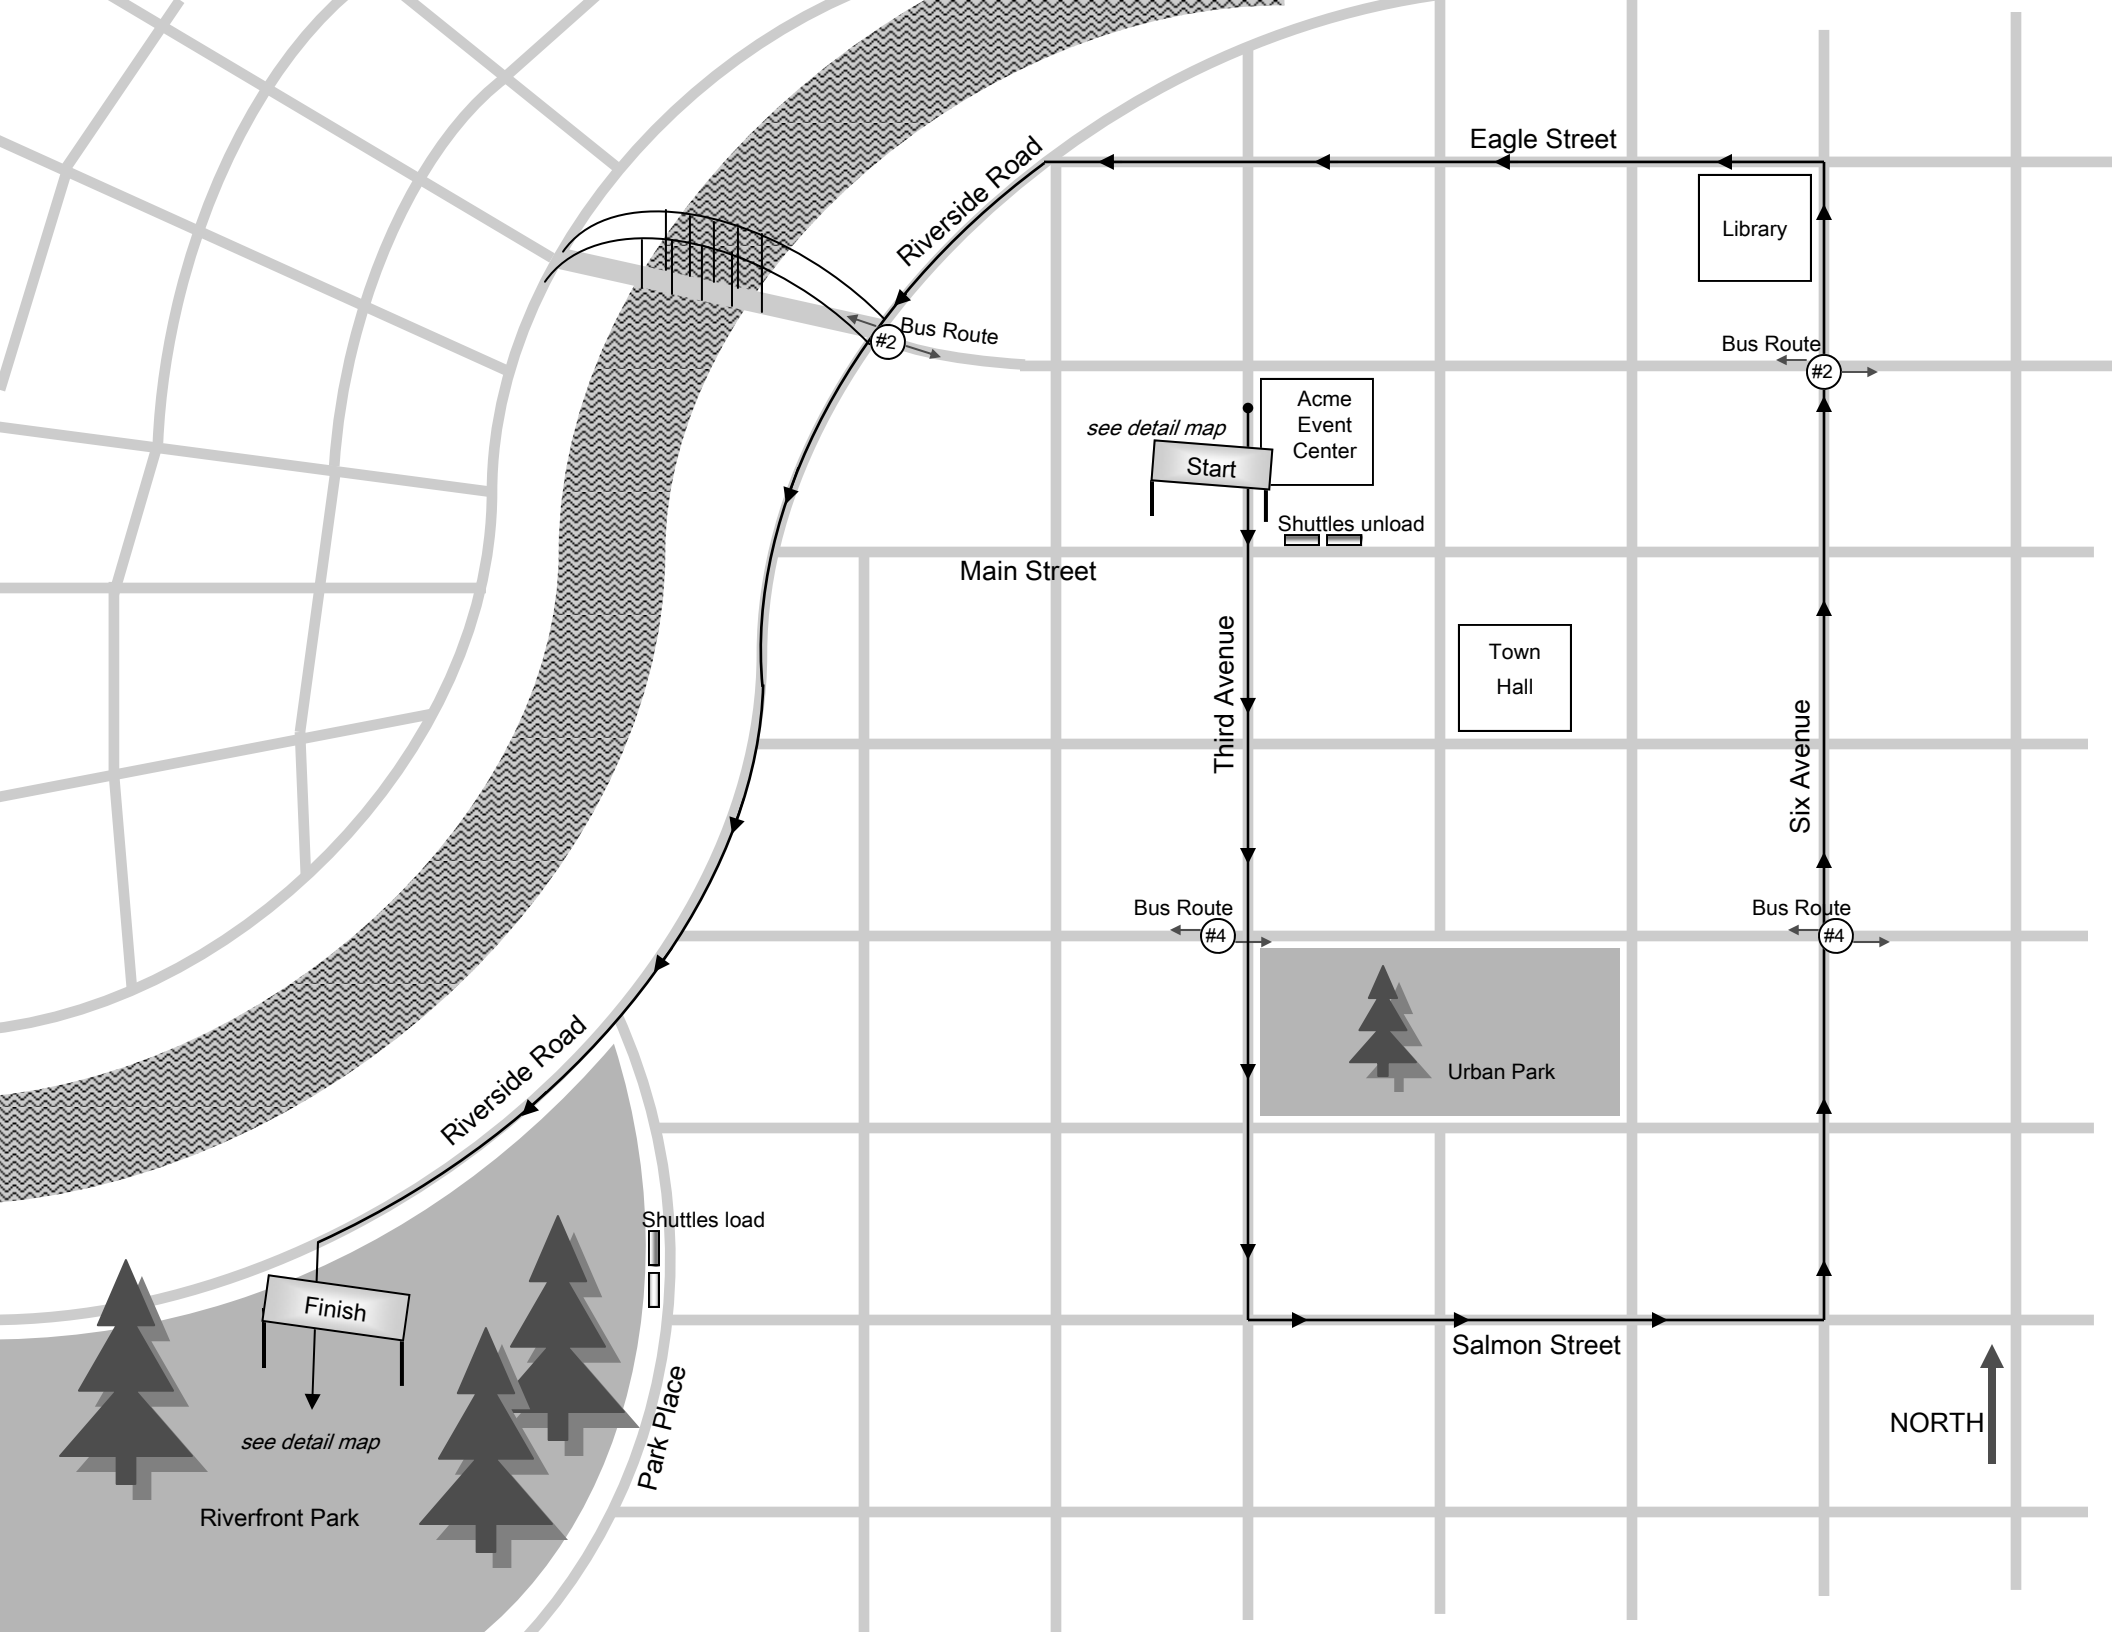 Eagle Street
Riverside Road
Library
Bus Route
#2
Bus Route
#2
Acme
Event
Center
see detail map
Start
Shuttles unload
Main Street
Third Avenue
Town
Hall
Six Avenue
Bus Route
#4
Bus Route
#4
Urban Park
Riverside Road
Shuttles load
Finish
Salmon Street
Park Place
NORTH
see detail map
Riverfront Park